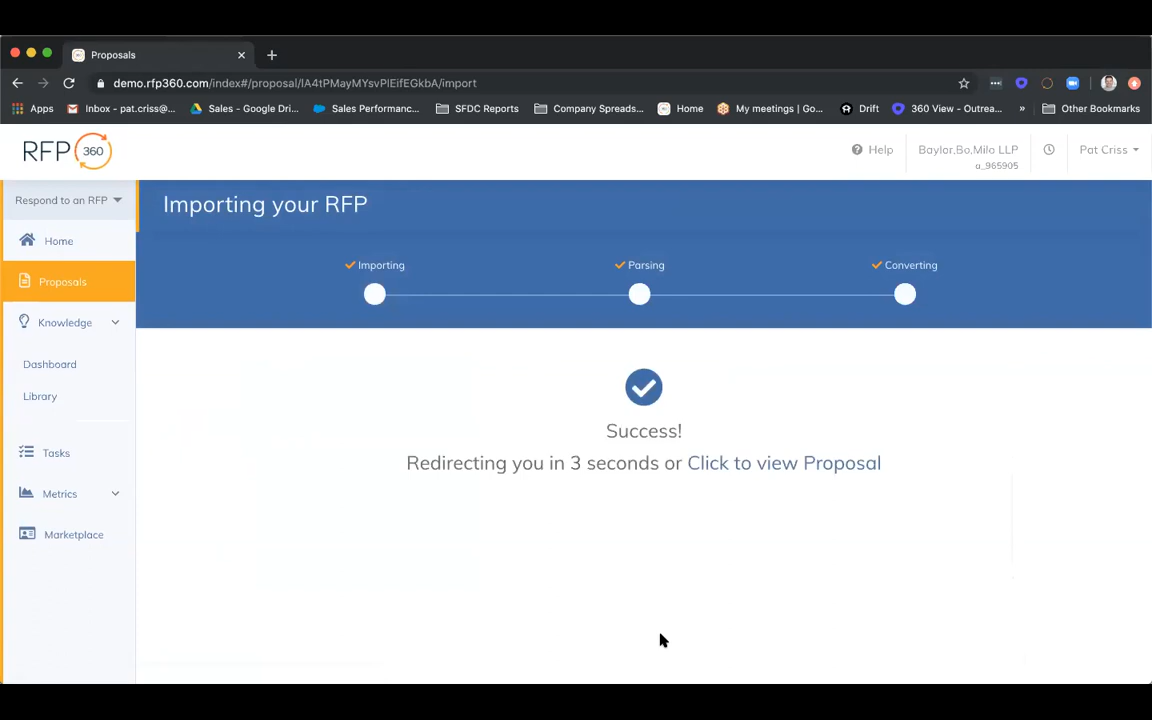 Proposals
demo.rfp360.com/index#/proposal/IA4tPMayMYsvPlEifEGkbA/import
Apps Inbox - pat.criss@... Sales - Google Dri... Sales Performanc... SFDC Reports Company Spreads... Home My meetings | Go... Drift 360 View - Outrea... » Other Bookmarks
RFP 360
Help Baylor,Bo,Milo LLP Pat Criss
a_965905
Respond to an RFP
Importing your RFP
Home
Importing Parsing Converting
Proposals
Knowledge
Dashboard
Library
Success!
Redirecting you in 3 seconds or Click to view Proposal
Tasks
Metrics
Marketplace